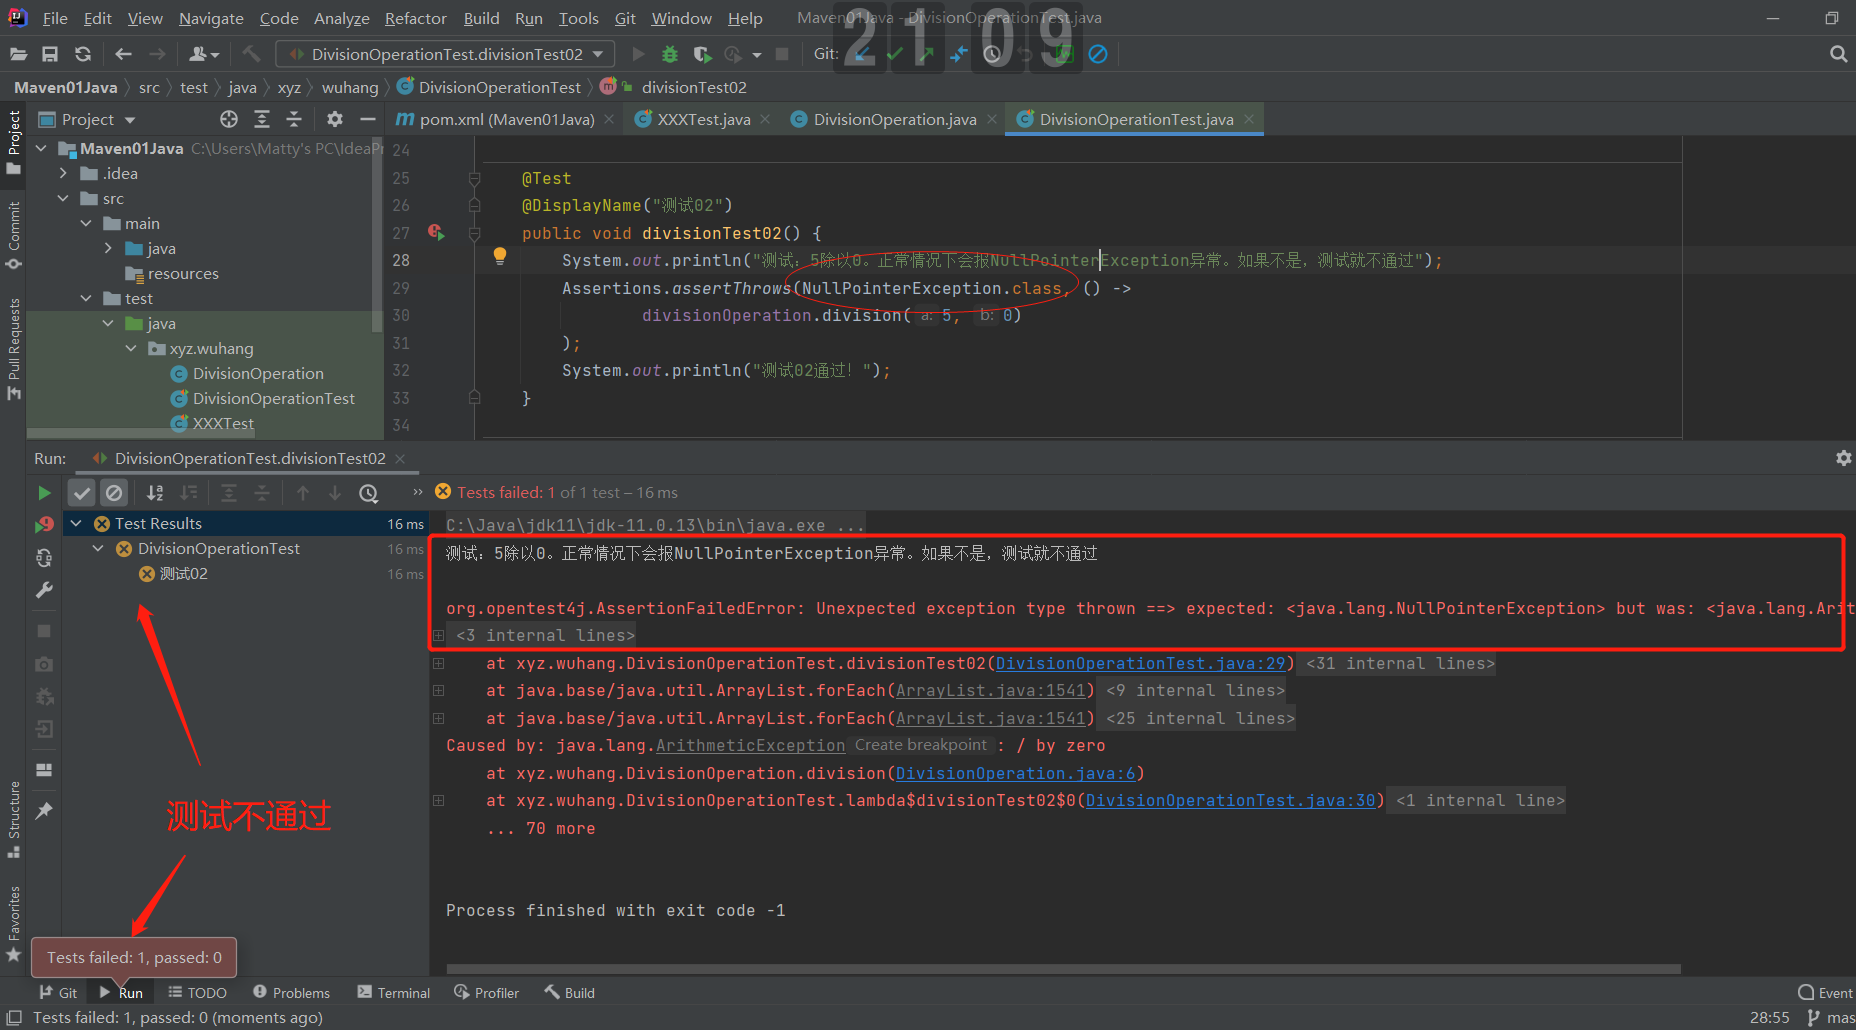 File Edit View Navigate Code Analyze Refactor Build Run Tools Git Window Help Maven01Java - DivisionOperationTest.java
21 09
DivisionOperationTest.divisionTest02 Git:
Maven01Java src test java xyz wuhang DivisionOperationTest divisionTest02
Project
pom.xml (Maven01Java) XXXTest.java DivisionOperation.java DivisionOperationTest.java
Project
Commit
Pull Requests
Structure
Favorites
Maven01Java C:\Users\Matty's PC\IdeaPr
.idea
src
main
java
resources
test
java
xyz.wuhang
DivisionOperation
DivisionOperationTest
XXXTest
24
25 @Test
26 @DisplayName("测试02")
27 public void divisionTest02() {
28 System.out.println("测试：5除以0。正常情况下会报NullPointerException异常。如果不是，测试就不通过");
29 Assertions.assertThrows(NullPointerException.class, () ->
30 divisionOperation.division( a: 5, b: 0)
31 );
32 System.out.println("测试02通过！");
33 }
34
Run: DivisionOperationTest.divisionTest02
Tests failed: 1 of 1 test – 16 ms
Test Results 16 ms
DivisionOperationTest 16 ms
测试02 16 ms
C:\Java\jdk11\jdk-11.0.13\bin\java.exe ...
测试：5除以0。正常情况下会报NullPointerException异常。如果不是，测试就不通过
org.opentest4j.AssertionFailedError: Unexpected exception type thrown ==> expected: <java.lang.NullPointerException> but was: <java.lang.Arit
<3 internal lines>
at xyz.wuhang.DivisionOperationTest.divisionTest02(DivisionOperationTest.java:29) <31 internal lines>
at java.base/java.util.ArrayList.forEach(ArrayList.java:1541) <9 internal lines>
at java.base/java.util.ArrayList.forEach(ArrayList.java:1541) <25 internal lines>
Caused by: java.lang.ArithmeticException Create breakpoint : / by zero
at xyz.wuhang.DivisionOperation.division(DivisionOperation.java:6)
at xyz.wuhang.DivisionOperationTest.lambda$divisionTest02$0(DivisionOperationTest.java:30) <1 internal line>
... 70 more
Process finished with exit code -1
测试不通过
Tests failed: 1, passed: 0
Git Run TODO Problems Terminal Profiler Build Event
Tests failed: 1, passed: 0 (moments ago) 28:55 mas